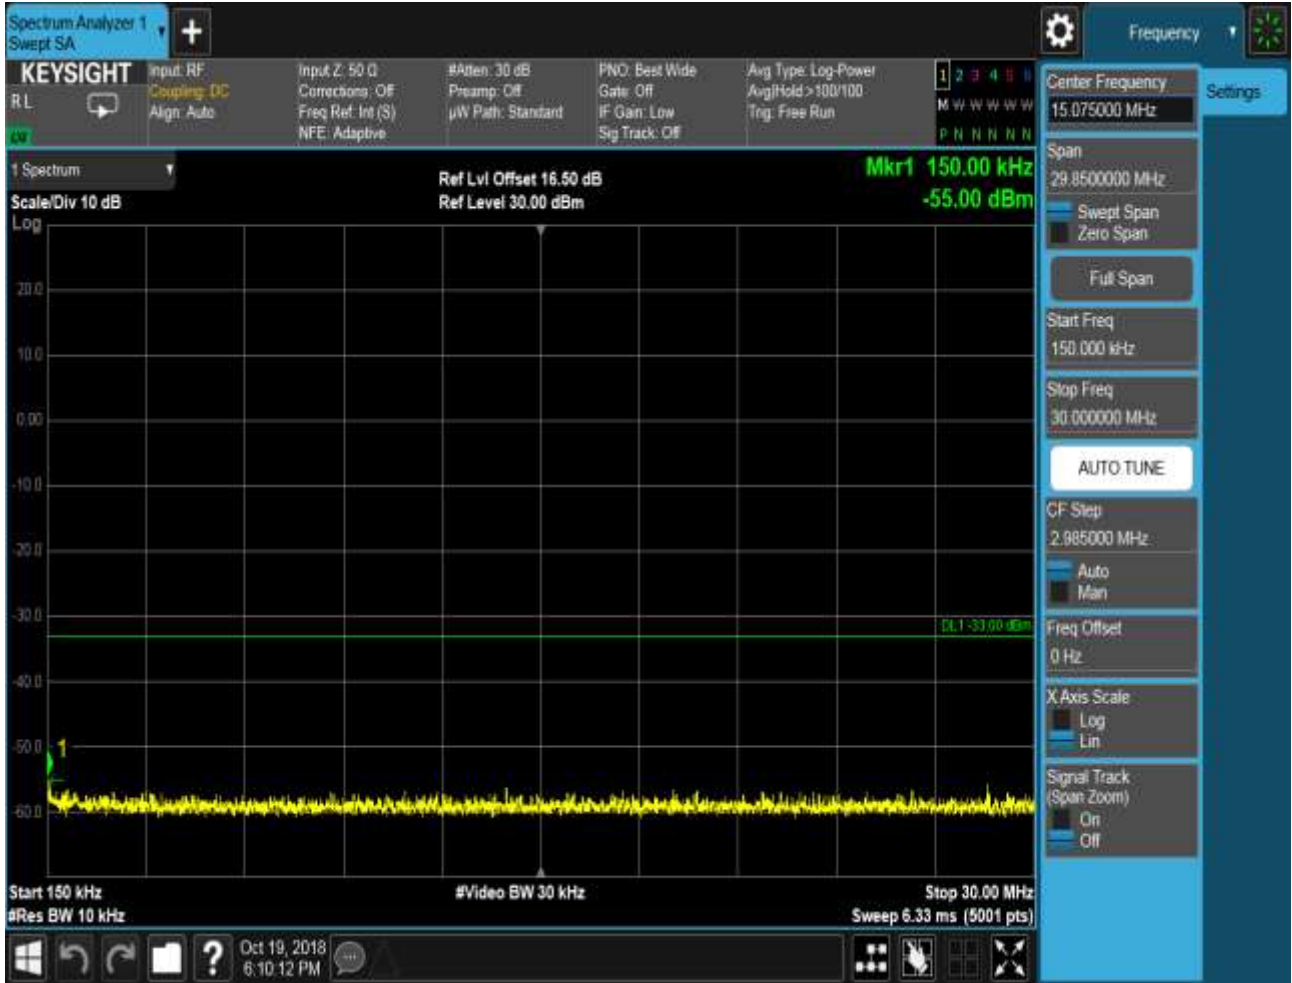 Spectrum Analyzer 1
Swept SA
+
Frequency
KEYSIGHT
R L
LXI
Input: RF
Coupling: DC
Align: Auto
Input Z: 50 Ω
Corrections: Off
Freq Ref: Int (S)
NFE: Adaptive
#Atten: 30 dB
Preamp: Off
µW Path: Standard
PNO: Best Wide
Gate: Off
IF Gain: Low
Sig Track: Off
Avg Type: Log-Power
Avg|Hold:>100/100
Trig: Free Run
1 2 3 4 5 6
M W W W W W
P N N N N N
1 Spectrum
Scale/Div 10 dB
Log
Ref Lvl Offset 16.50 dB
Ref Level 30.00 dBm
Mkr1 150.00 kHz
-55.00 dBm
20.0
10.0
0.00
-10.0
-20.0
-30.0
-40.0
-50.0
-60.0
DL1 -33.00 dBm
1
Start 150 kHz
#Res BW 10 kHz
#Video BW 30 kHz
Stop 30.00 MHz
Sweep 6.33 ms (5001 pts)
?
Oct 19, 2018
6:10:12 PM
Center Frequency
15.075000 MHz
Span
29.8500000 MHz
Swept Span
Zero Span
Full Span
Start Freq
150.000 kHz
Stop Freq
30.000000 MHz
AUTO TUNE
CF Step
2.985000 MHz
Auto
Man
Freq Offset
0 Hz
X Axis Scale
Log
Lin
Signal Track
(Span Zoom)
On
Off
Settings